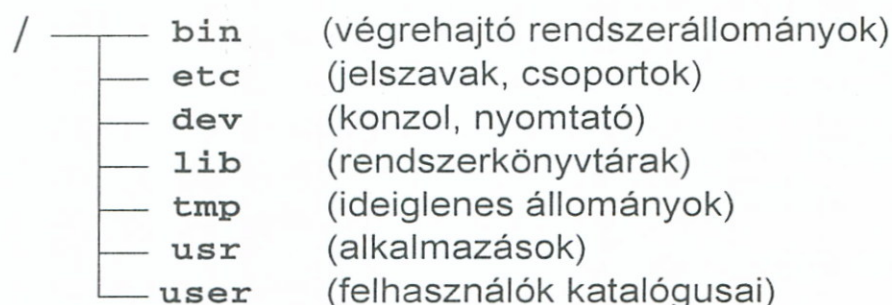 / bin (végrehajtó rendszerállományok)
etc (jelszavak, csoportok)
dev (konzol, nyomtató)
lib (rendszerkönyvtárak)
tmp (ideiglenes állományok)
usr (alkalmazások)
user (felhasználók katalógusai)